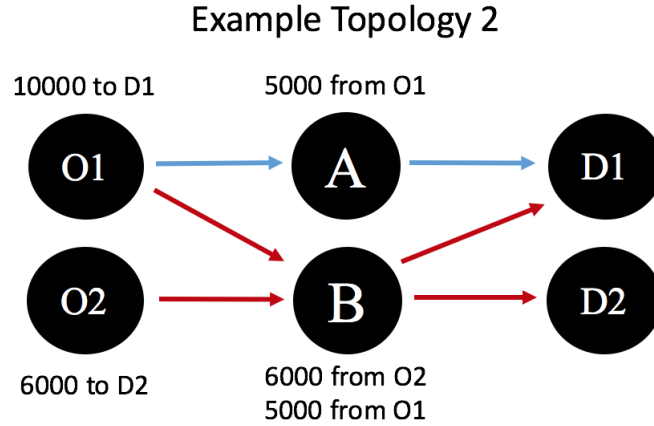 Example Topology 2
10000 to D1
5000 from O1
O1
A
D1
O2
B
D2
6000 to D2
6000 from O2
5000 from O1